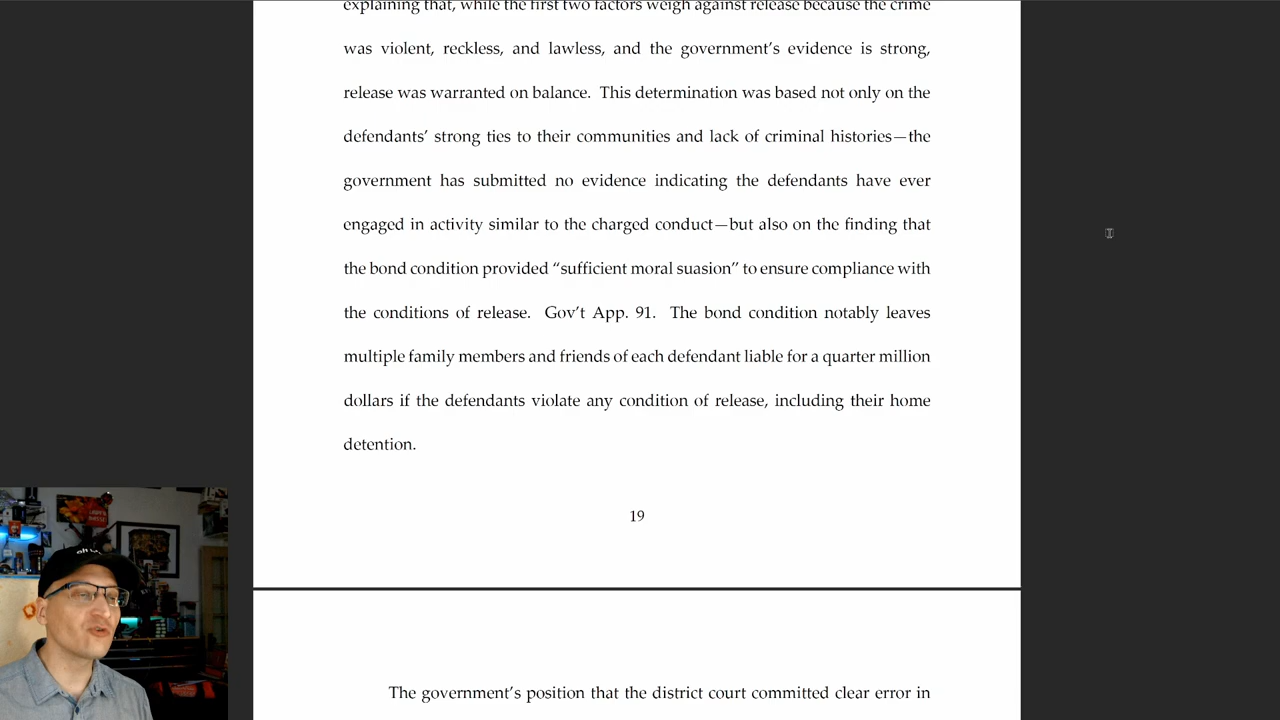 explaining that, while the first two factors weigh against release because the crime
was violent, reckless, and lawless, and the government’s evidence is strong,
release was warranted on balance.  This determination was based not only on the
defendants’ strong ties to their communities and lack of criminal histories—the
government has submitted no evidence indicating the defendants have ever
engaged in activity similar to the charged conduct—but also on the finding that
the bond condition provided “sufficient moral suasion” to ensure compliance with
the conditions of release.  Gov’t App. 91.  The bond condition notably leaves
multiple family members and friends of each defendant liable for a quarter million
dollars if the defendants violate any condition of release, including their home
detention.
19
The government’s position that the district court committed clear error in